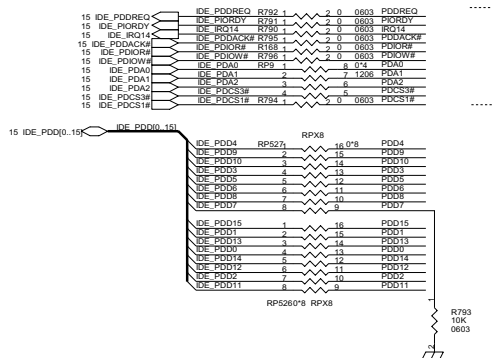 15 IDE_PDDREQ IDE_PDDREQ R792 1 2 0 0603 PDDREQ
15 IDE_PIORDY IDE_PIORDY R791 1 2 0 0603 PIORDY
15 IDE_IRQ14 IDE_IRQ14 R790 1 2 0 0603 IRQ14
15 IDE_PDDACK# IDE_PDDACK# R795 1 2 0 0603 PDDACK#
15 IDE_PDIOR# IDE_PDIOR# R168 1 2 0 0603 PDIOR#
15 IDE_PDIOW# IDE_PDIOW# R796 1 2 0 0603 PDIOW#
15 IDE_PDA0 IDE_PDA0 RP9 1 8 0*4 PDA0
15 IDE_PDA1 IDE_PDA1 2 7 1206 PDA1
15 IDE_PDA2 IDE_PDA2 3 6 PDA2
15 IDE_PDCS3# IDE_PDCS3# 4 5 PDCS3#
15 IDE_PDCS1# IDE_PDCS1# R794 1 2 0 0603 PDCS1#
15 IDE_PDD[0..15] IDE_PDD[0..15]
RPX8
IDE_PDD4 RP527 1 16 0*8 PDD4
IDE_PDD9 2 15 PDD9
IDE_PDD10 3 14 PDD10
IDE_PDD3 4 13 PDD3
IDE_PDD5 5 12 PDD5
IDE_PDD6 6 11 PDD6
IDE_PDD8 7 10 PDD8
IDE_PDD7 8 9 PDD7
IDE_PDD15 1 16 PDD15
IDE_PDD1 2 15 PDD1
IDE_PDD13 3 14 PDD13
IDE_PDD0 4 13 PDD0
IDE_PDD14 5 12 PDD14
IDE_PDD12 6 11 PDD12
IDE_PDD2 7 10 PDD2
IDE_PDD11 8 9 PDD11
RP5260*8 RPX8
1
R793
10K
0603
2